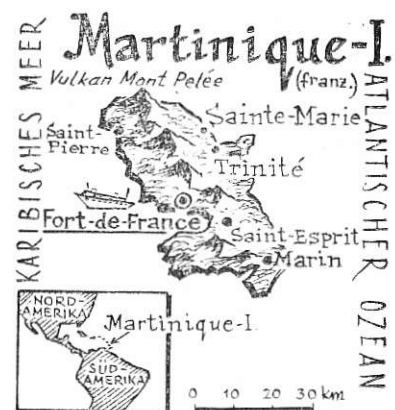 Martinique-I.
(franz.)
Vulkan Mont Pelée
KARIBISCHES MEER
ATLANTISCHER OZEAN
Sainte-Marie
Saint-
Pierre
Trinité
Fort-de-France
Saint-Esprit
Marin
NORD-
AMERIKA
Martinique-I.
SÜD-
AMERIKA
0 10 20 30 km